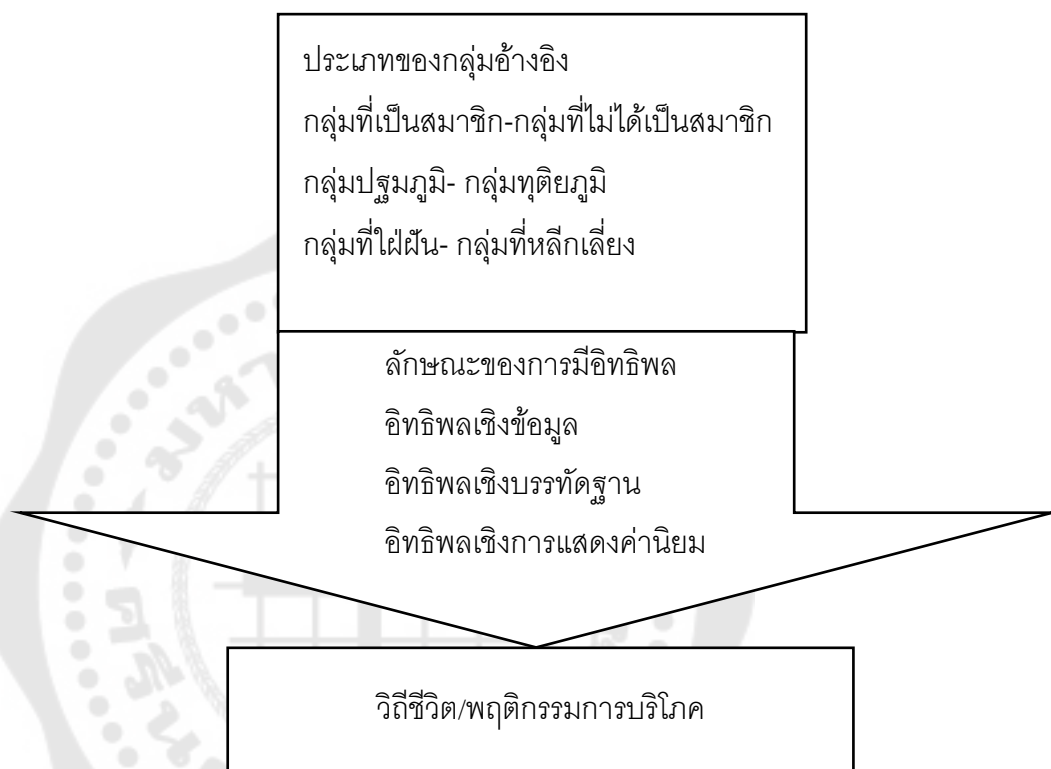 ประเภทของกลุ่มอ้างอิง
กลุ่มที่เป็นสมาชิก-กลุ่มที่ไม่ได้เป็นสมาชิก
กลุ่มปฐมภูมิ- กลุ่มทุติยภูมิ
กลุ่มที่ใฝ่ฝัน- กลุ่มที่หลีกเลี่ยง
ลักษณะของการมีอิทธิพล
อิทธิพลเชิงข้อมูล
อิทธิพลเชิงบรรทัดฐาน
อิทธิพลเชิงการแสดงค่านิยม
วิถีชีวิต/พฤติกรรมการบริโภค